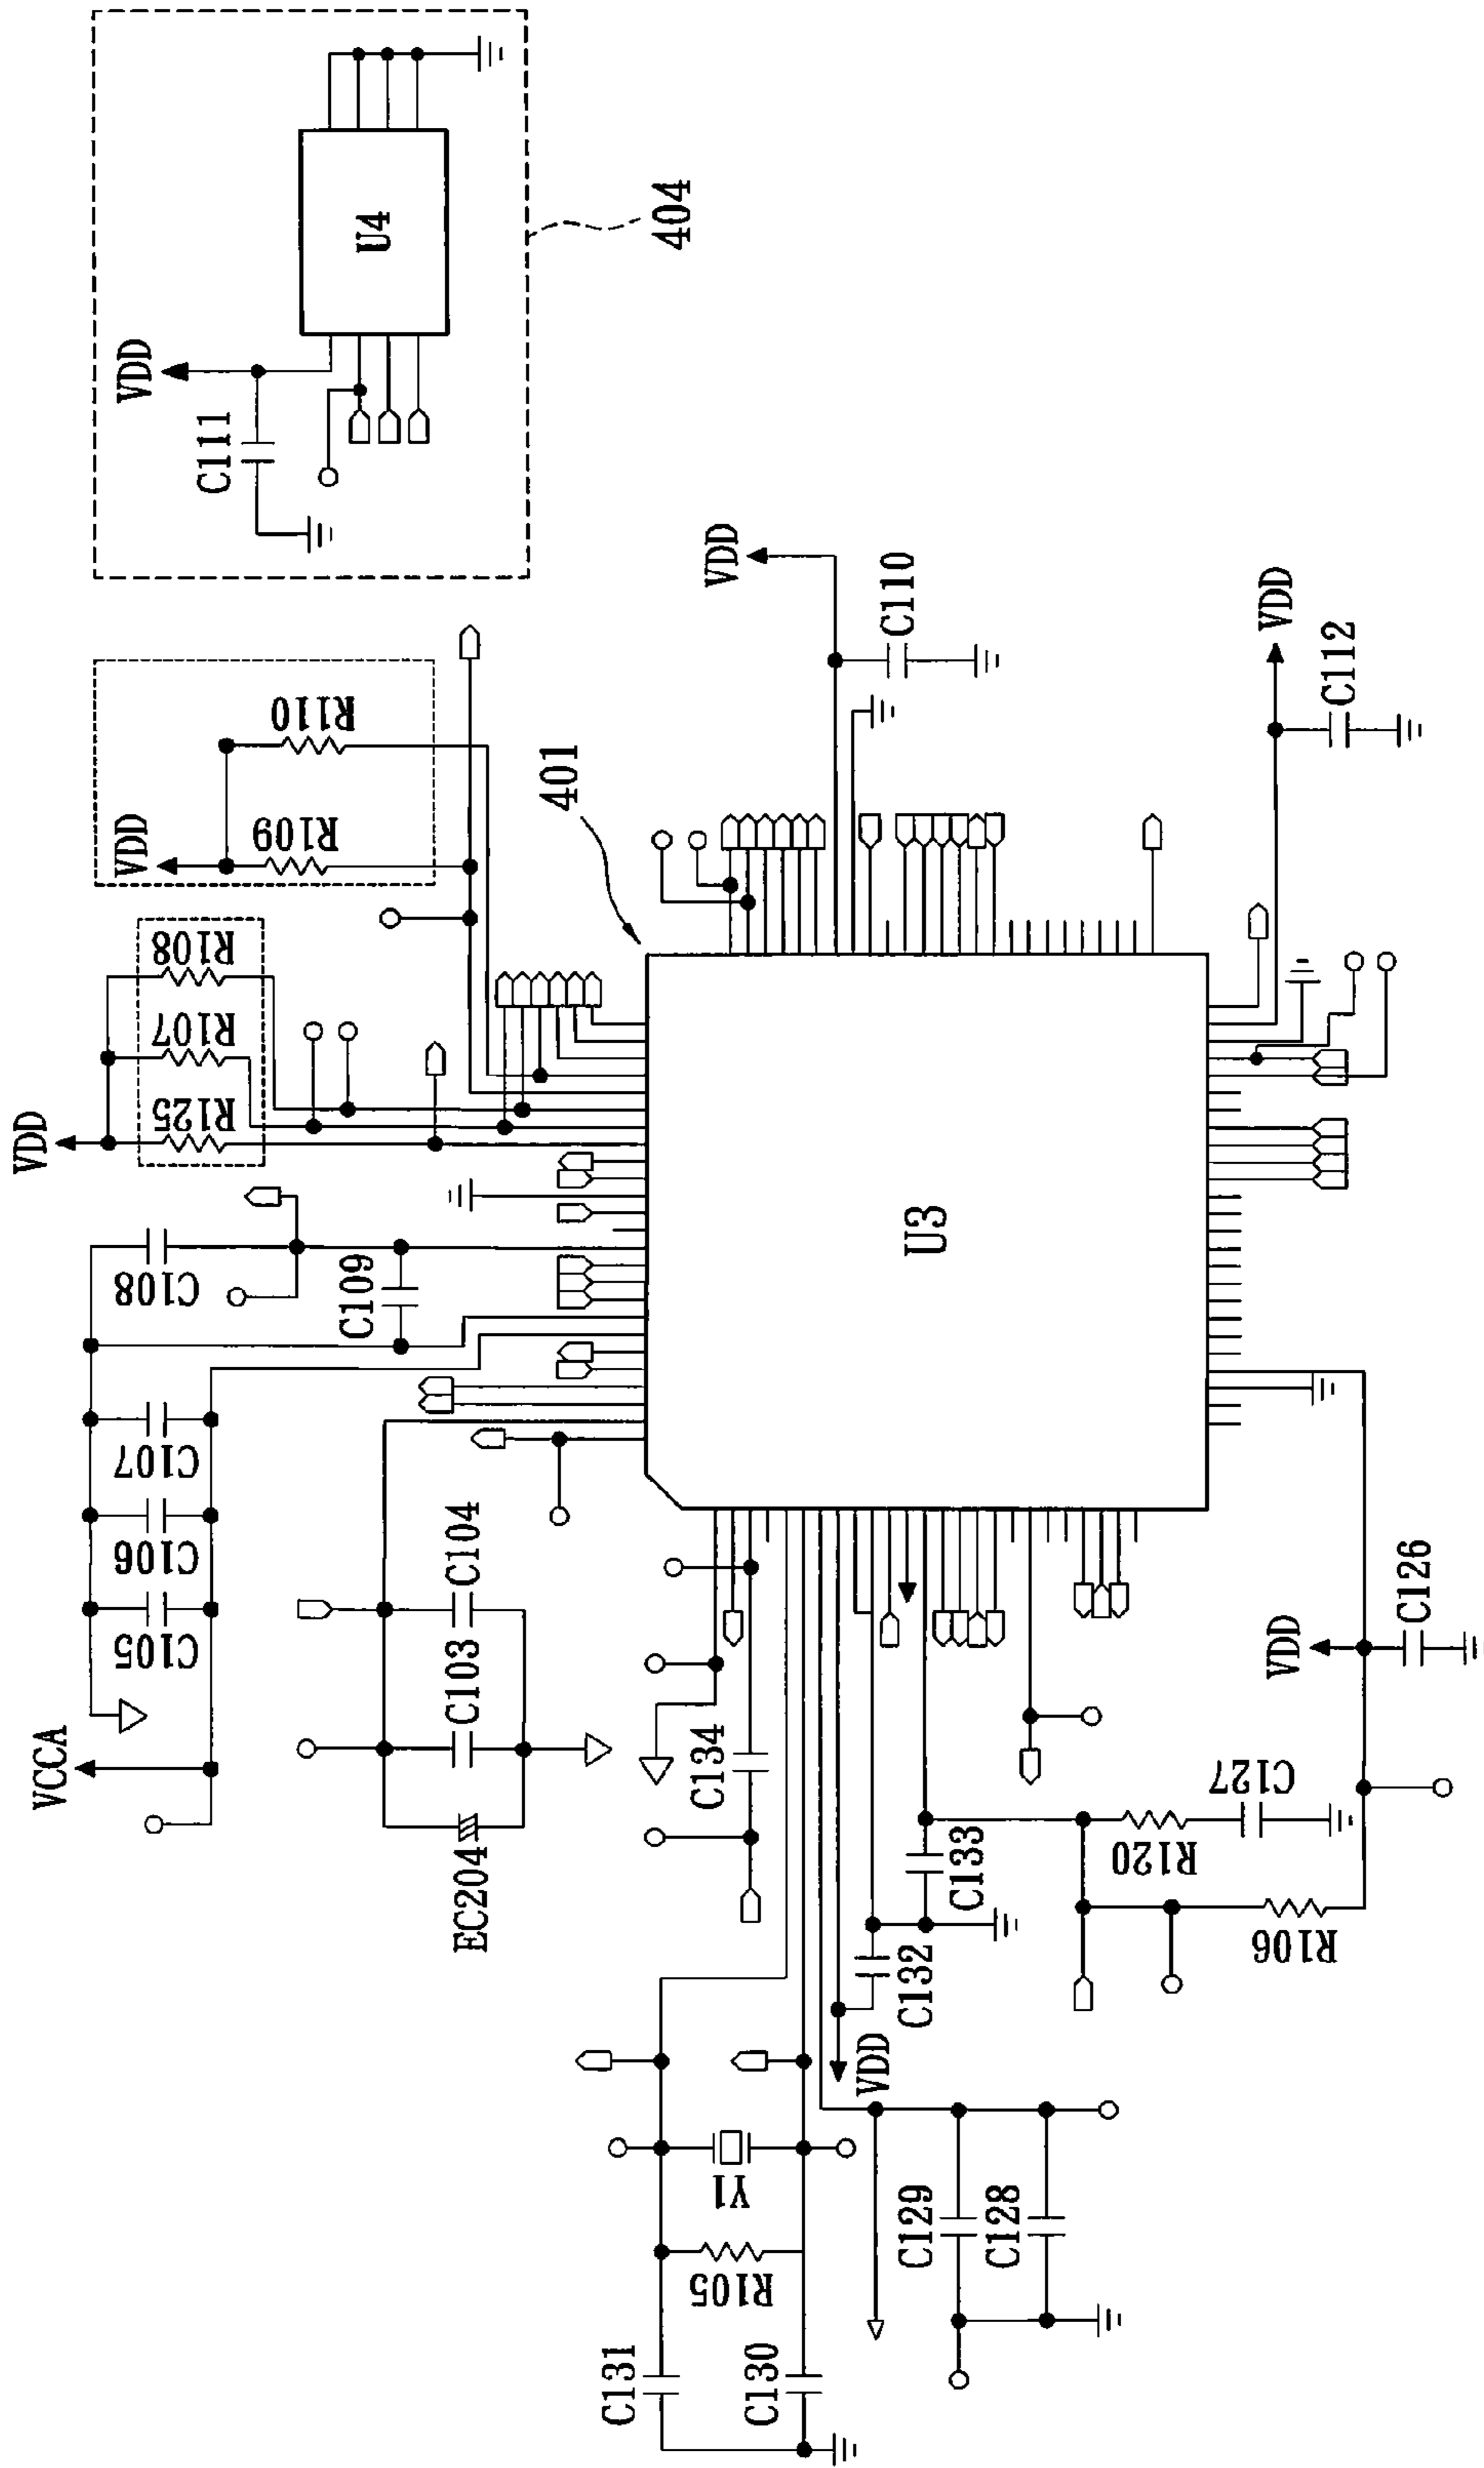 U4
404
VDD
C111
VDD
C110
VDD
C112
R110
R109
VDD
401
R108
R107
R125
VDD
U3
C108
C109
C107
C106
C105
VCCA
C104
C103
EC204
C134
C126
VDD
C127
R120
R106
C133
C132
VDD
Y1
R105
C129
C128
C131
C130